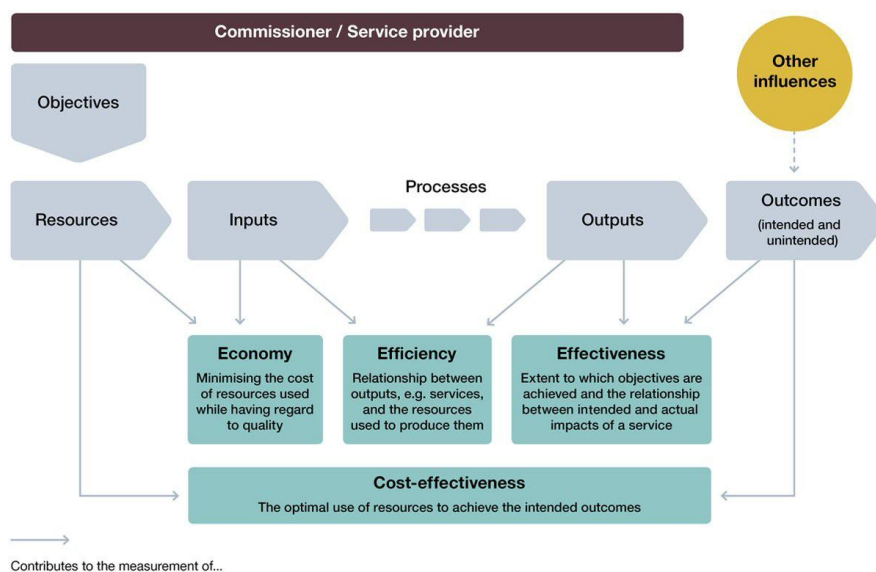 Commissioner / Service provider
Other
influences
Objectives
Resources
Inputs
Processes
Outputs
Outcomes
(intended and
unintended)
Economy
Minimising the cost
of resources used
while having regard
to quality
Efficiency
Relationship between
outputs, e.g. services,
and the resources
used to produce them
Effectiveness
Extent to which objectives are
achieved and the relationship
between intended and actual
impacts of a service
Cost-effectiveness
The optimal use of resources to achieve the intended outcomes
Contributes to the measurement of...